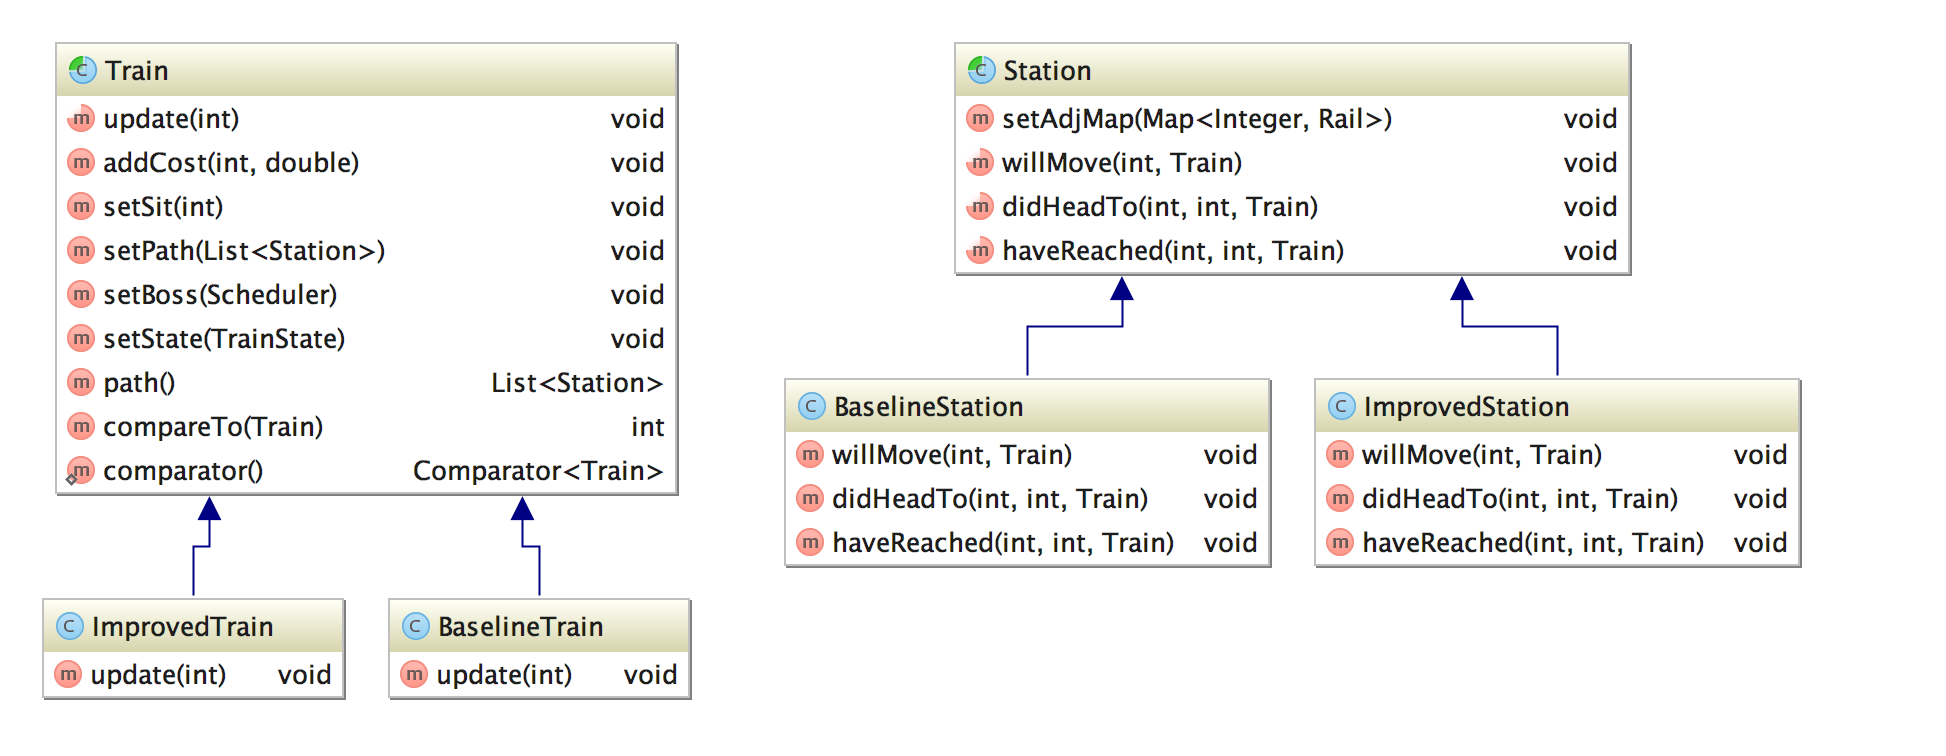 Train
update(int) void
addCost(int, double) void
setSit(int) void
setPath(List<Station>) void
setBoss(Scheduler) void
setState(TrainState) void
path() List<Station>
compareTo(Train) int
comparator() Comparator<Train>
ImprovedTrain
update(int) void
BaselineTrain
update(int) void
Station
setAdjMap(Map<Integer, Rail>) void
willMove(int, Train) void
didHeadTo(int, int, Train) void
haveReached(int, int, Train) void
BaselineStation
willMove(int, Train) void
didHeadTo(int, int, Train) void
haveReached(int, int, Train) void
ImprovedStation
willMove(int, Train) void
didHeadTo(int, int, Train) void
haveReached(int, int, Train) void